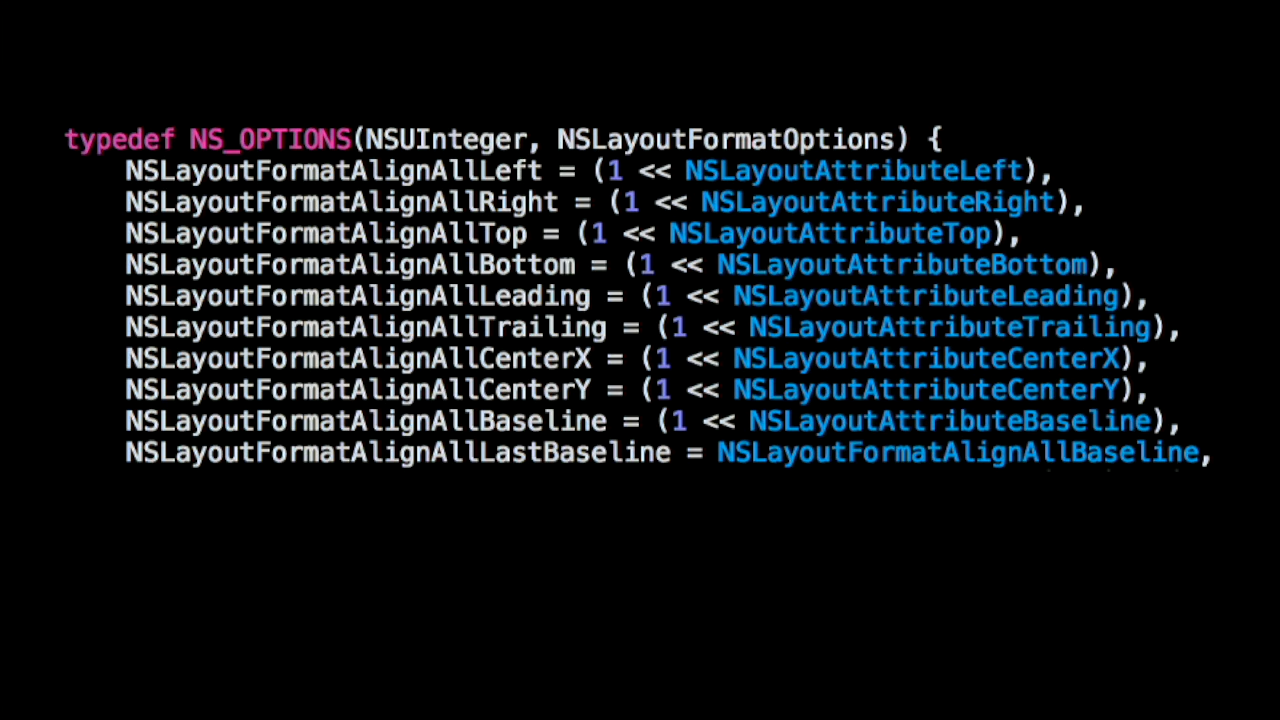 typedef NS_OPTIONS(NSUInteger, NSLayoutFormatOptions) {
    NSLayoutFormatAlignAllLeft = (1 << NSLayoutAttributeLeft),
    NSLayoutFormatAlignAllRight = (1 << NSLayoutAttributeRight),
    NSLayoutFormatAlignAllTop = (1 << NSLayoutAttributeTop),
    NSLayoutFormatAlignAllBottom = (1 << NSLayoutAttributeBottom),
    NSLayoutFormatAlignAllLeading = (1 << NSLayoutAttributeLeading),
    NSLayoutFormatAlignAllTrailing = (1 << NSLayoutAttributeTrailing),
    NSLayoutFormatAlignAllCenterX = (1 << NSLayoutAttributeCenterX),
    NSLayoutFormatAlignAllCenterY = (1 << NSLayoutAttributeCenterY),
    NSLayoutFormatAlignAllBaseline = (1 << NSLayoutAttributeBaseline),
    NSLayoutFormatAlignAllLastBaseline = NSLayoutFormatAlignAllBaseline,